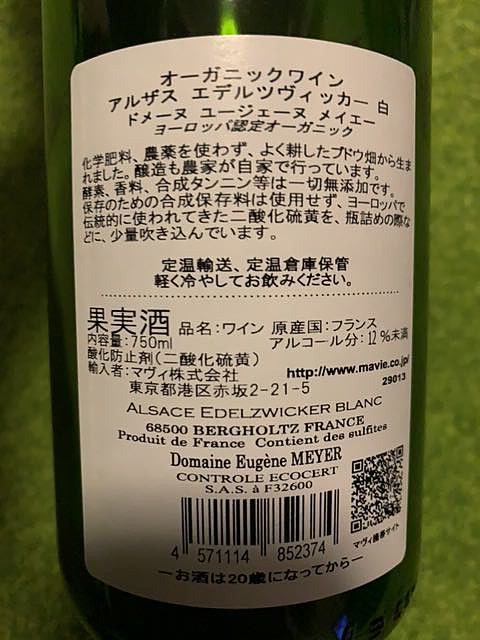 オーガニックワイン
アルザス エデルツヴィッカー 白
ドメーヌ ユージェーヌ メイエー
ヨーロッパ認定オーガニック
化学肥料、農薬を使わず、よく耕したブドウ畑から生ま
れました。醸造も農家が自家で行っています。
酵素、香料、合成タンニン等は一切無添加です。
保存のための合成保存料は使用せず、ヨーロッパで
伝統的に使われてきた二酸化硫黄を、瓶詰めの際な
どに、少量吹き込んでいます。
定温輸送、定温倉庫保管
軽く冷やしてお飲みください。
果実酒 品名:ワイン 原産国:フランス
内容量:750ml アルコール分:12%未満
酸化防止剤(二酸化硫黄)
輸入者:マヴィ株式会社 http://www.mavie.co.jp/
東京都港区赤坂2-21-5 29013
ALSACE EDELZWICKER BLANC
68500 BERGHOLTZ FRANCE
Produit de France Contient des sulfites
Domaine Eugène MEYER
CONTROLE ECOCERT
S.A.S. à F32600
4 571114 852374
マヴィ携帯サイト
―お酒は20歳になってから―